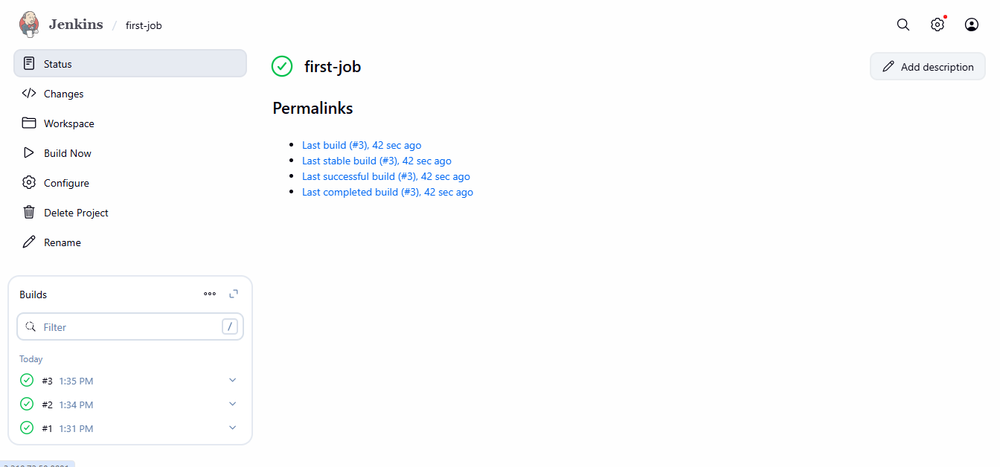 Jenkins / first-job
Status
Changes
Workspace
Build Now
Configure
Delete Project
Rename
Builds
Filter /
Today
#3 1:35 PM
#2 1:34 PM
#1 1:31 PM
first-job
Add description
Permalinks
Last build (#3), 42 sec ago
Last stable build (#3), 42 sec ago
Last successful build (#3), 42 sec ago
Last completed build (#3), 42 sec ago